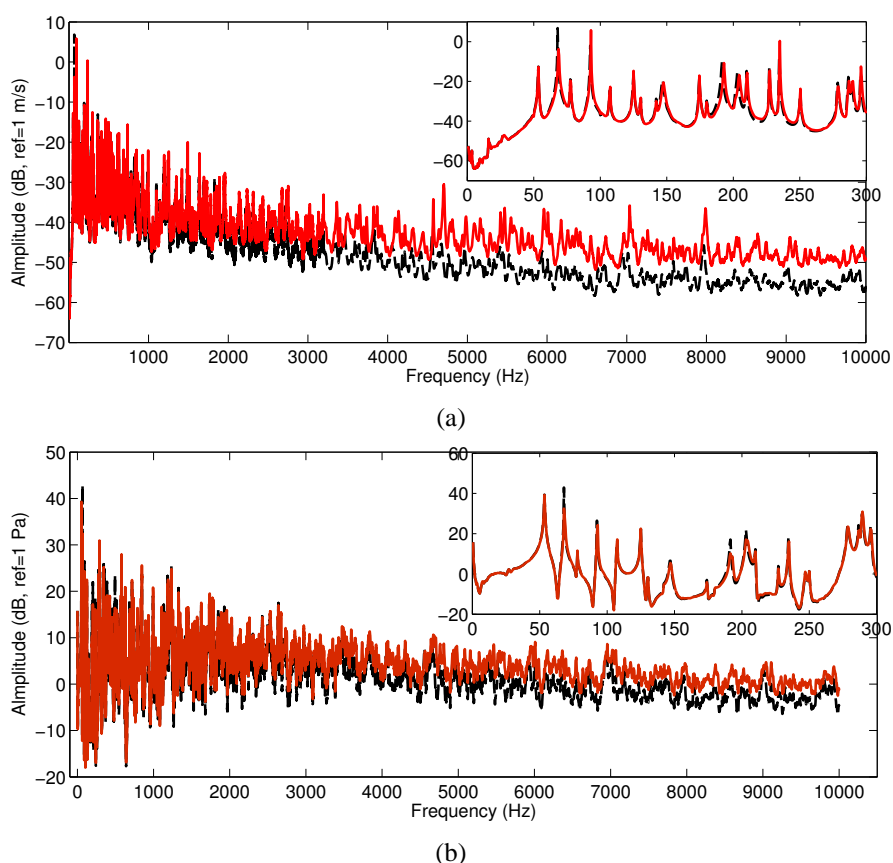 10
0
−10
−20
−30
−40
−50
−60
−70
AImplitude (dB, ref=1 m/s)
0
−20
−40
−60
0 50 100 150 200 250 300
1000 2000 3000 4000 5000 6000 7000 8000 9000 10000
Frequency (Hz)
(a)
50
40
30
20
10
0
−10
−20
AImplitude (dB, ref=1 Pa)
60
40
20
0
−20
0 50 100 150 200 250 300
0 1000 2000 3000 4000 5000 6000 7000 8000 9000 10000
Frequency (Hz)
(b)